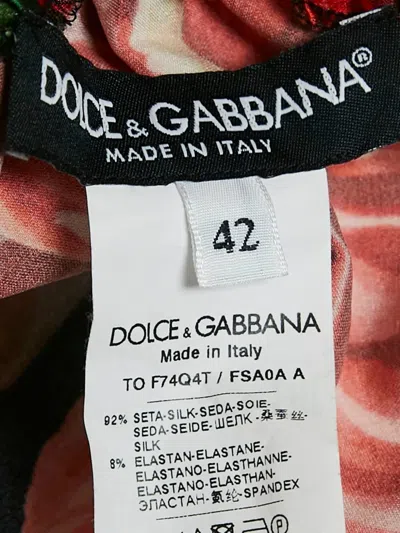 DOLCE & GABBANA®
MADE IN ITALY
42
DOLCE & GABBANA
Made in Italy
TO F74Q4T / FSA0A A
92% SETA-SILK-SEDA-SOIE-
SEDA-SEIDE-ШЕЛК-桑蚕丝-
SILK
8% ELASTAN-ELASTANE-
ELASTANO-ELASTHANNE-
ELASTANO-ELASTHAN-
ЭЛАСТАН-氨纶-SPANDEX